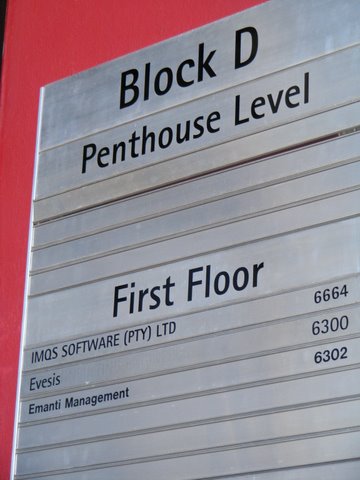 Block D
Penthouse Level
First Floor
IMQS SOFTWARE (PTY) LTD 6664
Evesis 6300
Emanti Management 6302